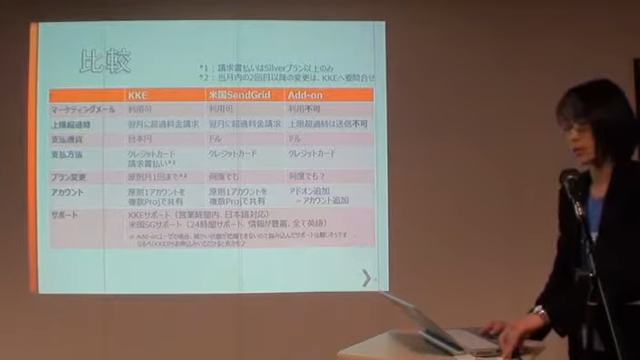 比較
*1：請求書払いはSilverプラン以上のみ
*2：当月内の2回目以降の変更は、KKEへ要問合せ
KKE 米国SendGrid Add-on
マーケティングメール 利用可 利用可 利用不可
上限超過時 翌月に超過料金請求 翌月に超過料金請求 上限超過時は送信不可
支払通貨 日本円 ドル ドル
支払方法 クレジットカード クレジットカード クレジットカード
請求書払い*1
プラン変更 原則月1回まで*2 何度でも 何度でも？
アカウント 原則1アカウントを 原則1アカウントを アドオン追加
複数Projで共有 複数Projで共有 =アカウント追加
サポート KKEサポート（営業時間内、日本語対応）
米国SGサポート（24時間サポート、情報が豊富、全て英語）